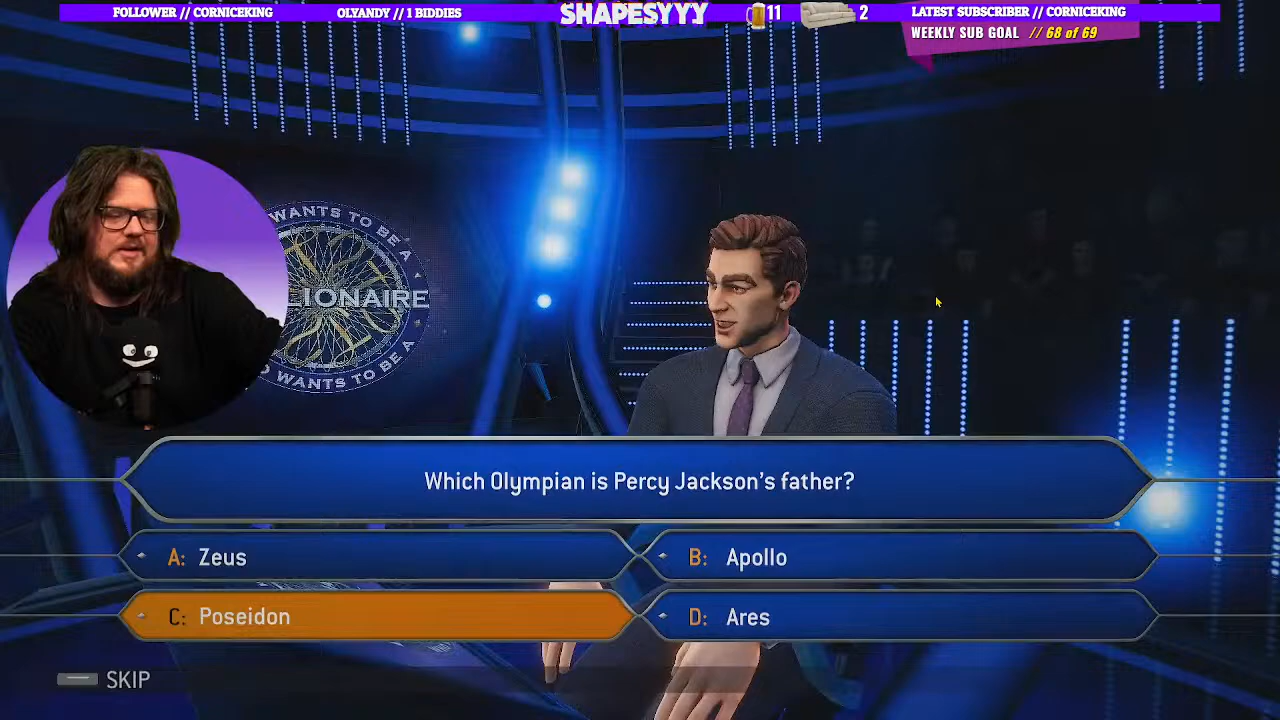 FOLLOWER // CORNICEKING
OLYANDY // 1 BIDDIES
SHAPESYYY
11
2
LATEST SUBSCRIBER // CORNICEKING
WEEKLY SUB GOAL // 68 of 69
WANTS TO BE A
LIONAIRE
O WANTS TO BE A
Which Olympian is Percy Jackson's father?
A: Zeus
B: Apollo
C: Poseidon
D: Ares
SKIP